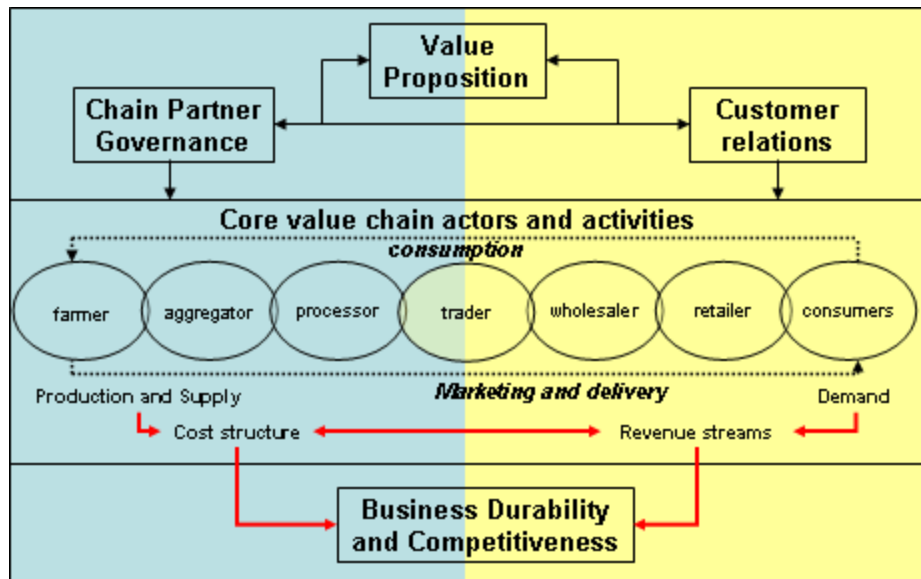 Value
Proposition
Chain Partner
Governance
Customer
relations
Core value chain actors and activities
consumption
farmer
aggregator
processor
trader
wholesaler
retailer
consumers
Marketing and delivery
Production and Supply
Demand
Cost structure
Revenue streams
Business Durability
and Competitiveness